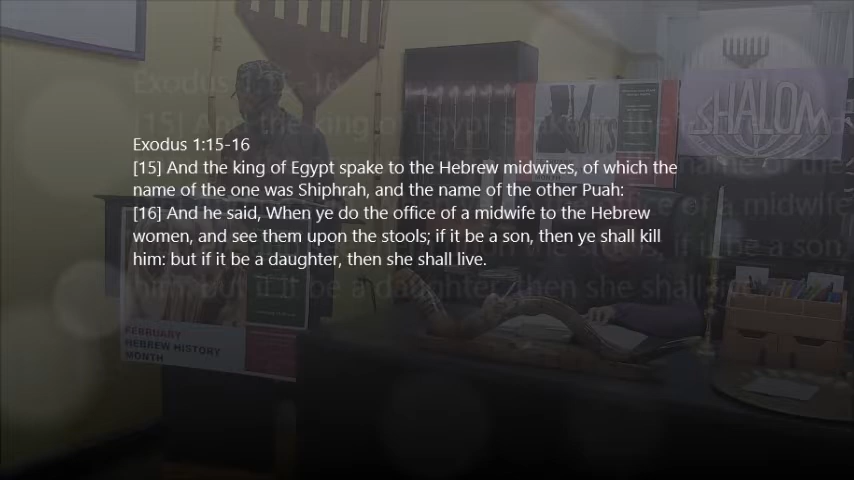 Exodus 1:15-16
[15] And the king of Egypt spake to the Hebrew midwives, of which the
name of the one was Shiphrah, and the name of the other Puah:
[16] And he said, When ye do the office of a midwife to the Hebrew
women, and see them upon the stools; if it be a son, then ye shall kill
him: but if it be a daughter, then she shall live.
SHALOM
FEBRUARY
HEBREW HISTORY
MONTH